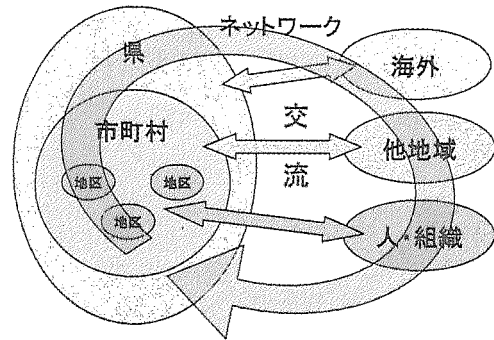 ネットワーク
県
海外
市町村
交
流
他地域
地区
地区
地区
人・組織